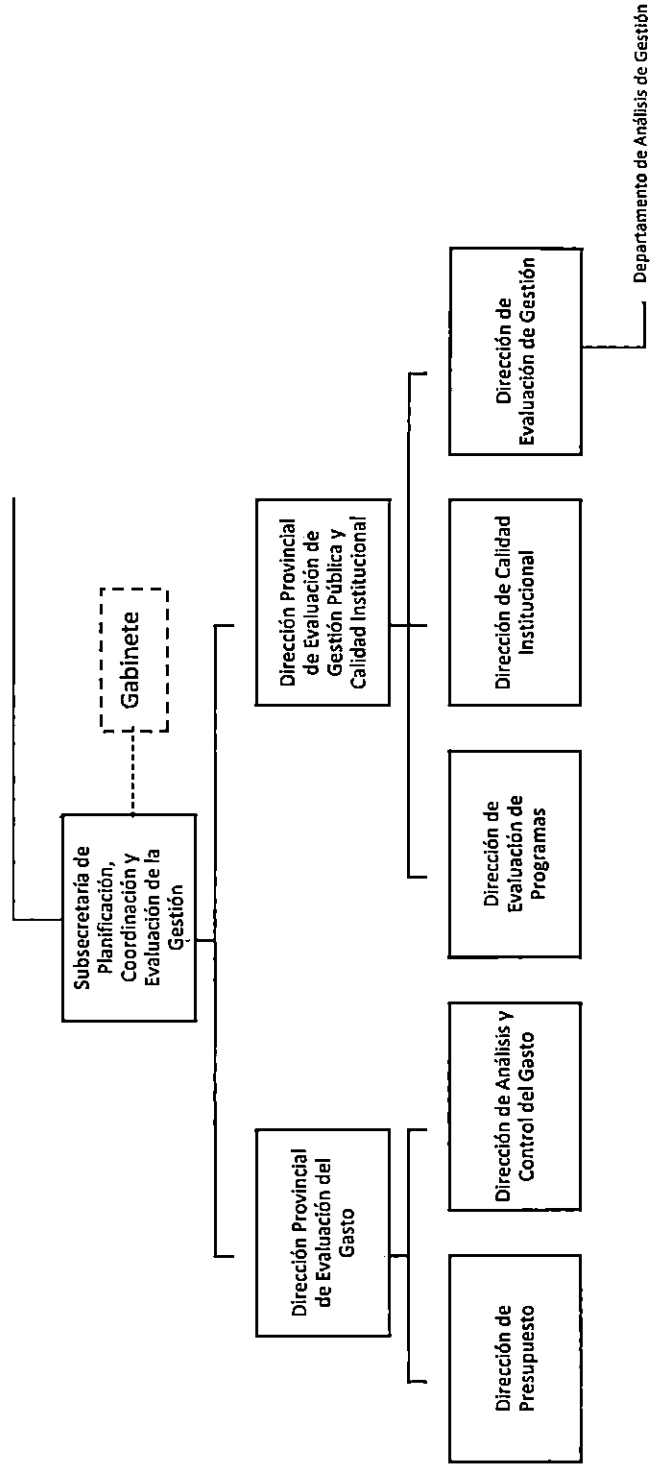 Subsecretaría de
Planificación,
Coordinación y
Evaluación de la
Gestión
Gabinete
Dirección Provincial
de Evaluación del
Gasto
Dirección Provincial
de Evaluación de
Gestión Pública y
Calidad Institucional
Dirección de
Presupuesto
Dirección de Análisis y
Control del Gasto
Dirección de
Evaluación de
Programas
Dirección de Calidad
Institucional
Dirección de
Evaluación de Gestión
Departamento de Análisis de Gestión